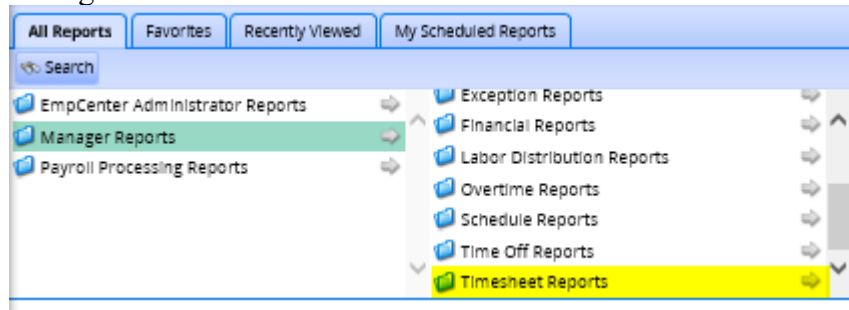 All Reports Favorites Recently Viewed My Scheduled Reports
Search
EmpCenter Administrator Reports
Manager Reports
Payroll Processing Reports
Exception Reports
Financial Reports
Labor Distribution Reports
Overtime Reports
Schedule Reports
Time Off Reports
Timesheet Reports